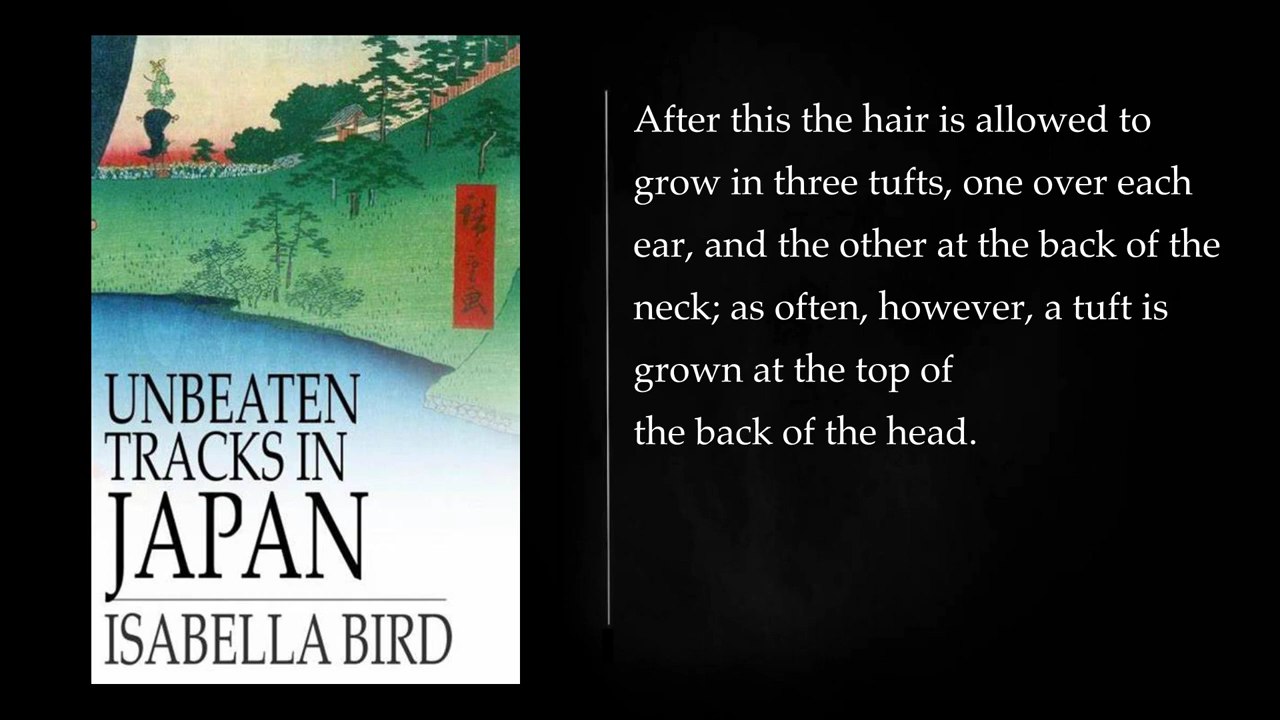 UNBEATEN
TRACKS IN
JAPAN
ISABELLA BIRD
After this the hair is allowed to
grow in three tufts, one over each
ear, and the other at the back of the
neck; as often, however, a tuft is
grown at the top of
the back of the head.